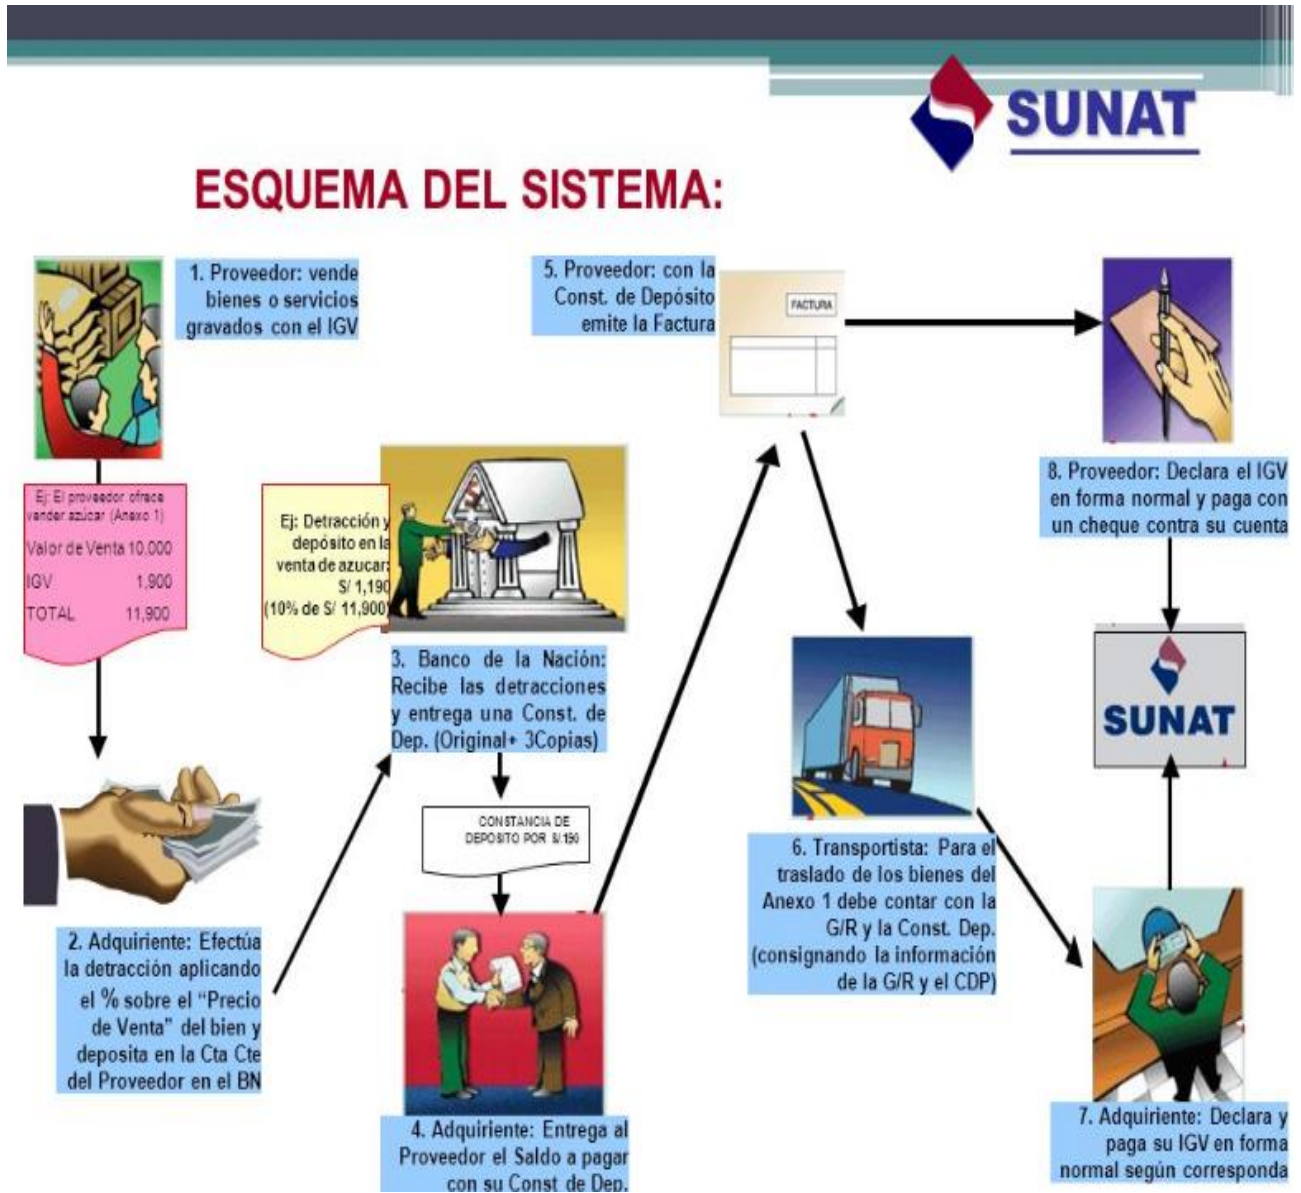 SUNAT
ESQUEMA DEL SISTEMA:
1. Proveedor: vende
bienes o servicios
gravados con el IGV
Ej: El proveedor ofrece
vender azúcar (Anexo 1)
Valor de Venta 10.000
IGV 1,900
TOTAL 11,900
2. Adquiriente: Efectúa
la detracción aplicando
el % sobre el “Precio
de Venta” del bien y
deposita en la Cta Cte
del Proveedor en el BN
Ej: Detracción y
depósito en la
venta de azucar:
S/ 1,190
(10% de S/ 11,900)
3. Banco de la Nación:
Recibe las detracciones
y entrega una Const. de
Dep. (Original+ 3Copias)
CONSTANCIA DE
DEPOSITO POR S/.190
4. Adquiriente: Entrega al
Proveedor el Saldo a pagar
con su Const de Dep.
5. Proveedor: con la
Const. de Depósito
emite la Factura
FACTURA
6. Transportista: Para el
traslado de los bienes del
Anexo 1 debe contar con la
G/R y la Const. Dep.
(consignando la información
de la G/R y el CDP)
7. Adquiriente: Declara y
paga su IGV en forma
normal según corresponda
8. Proveedor: Declara el IGV
en forma normal y paga con
un cheque contra su cuenta
SUNAT